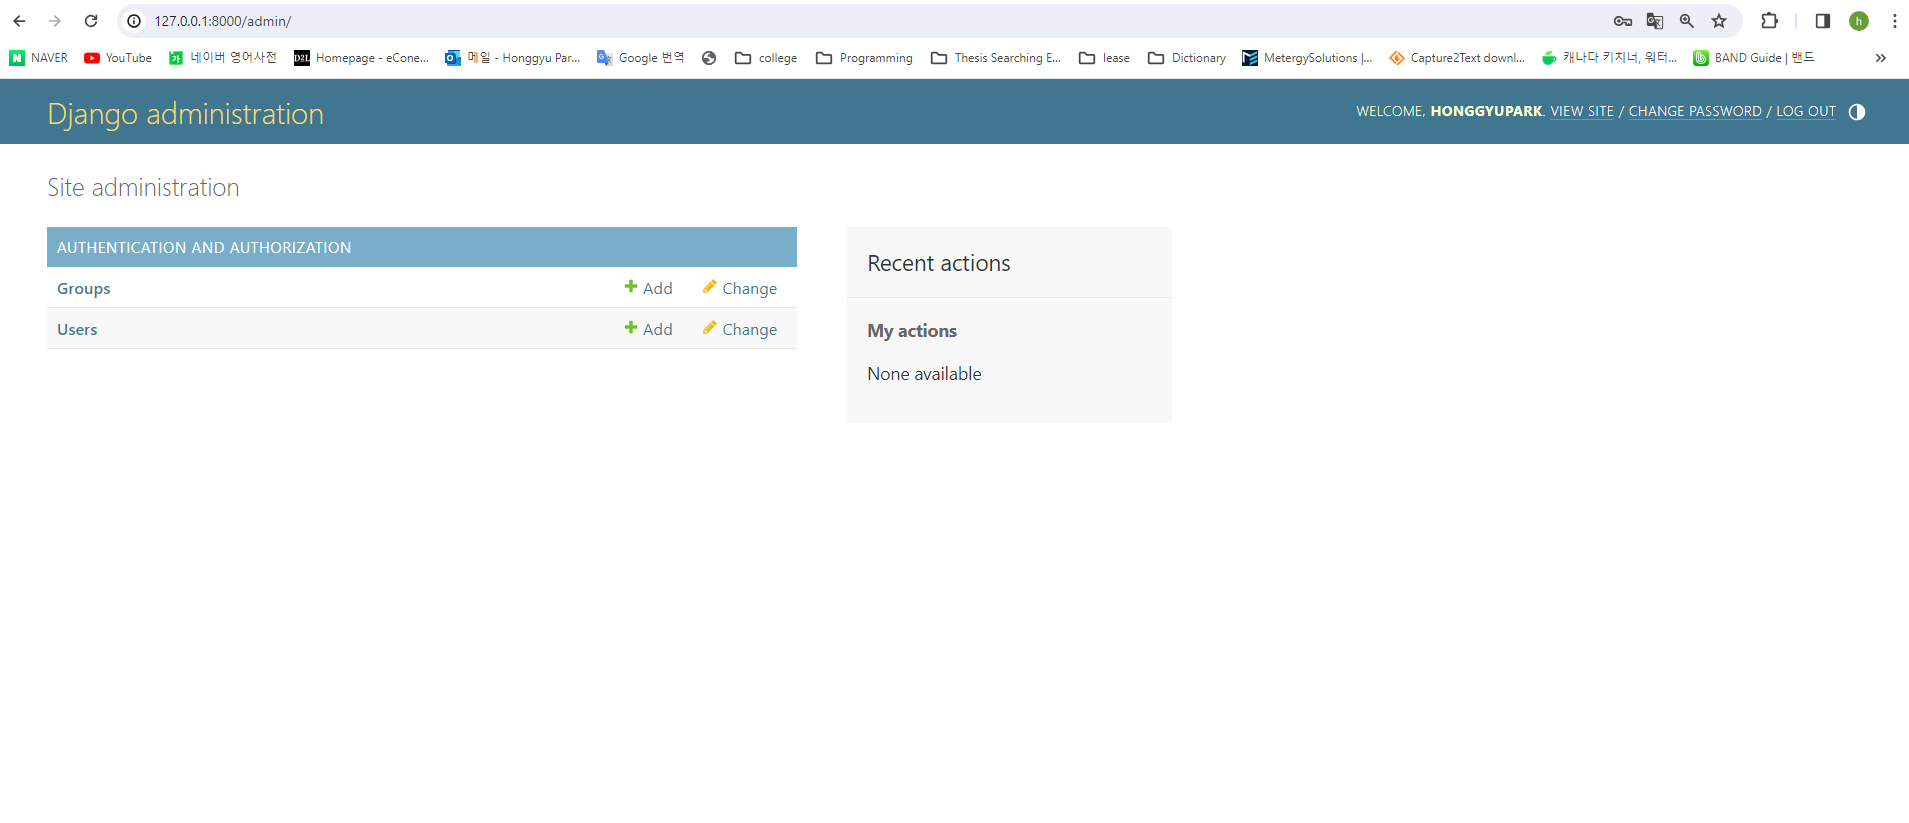 127.0.0.1:8000/admin/
h
NAVER YouTube 네이버 영어사전 D2L Homepage - eCone... 메일 - Honggyu Par... Google 번역 college Programming Thesis Searching E... lease Dictionary MetergySolutions |... Capture2Text downl... 캐나다 키치너, 워터... BAND Guide | 밴드
Django administration
WELCOME, HONGGYUPARK. VIEW SITE / CHANGE PASSWORD / LOG OUT
Site administration
AUTHENTICATION AND AUTHORIZATION
Groups Add Change
Users Add Change
Recent actions
My actions
None available